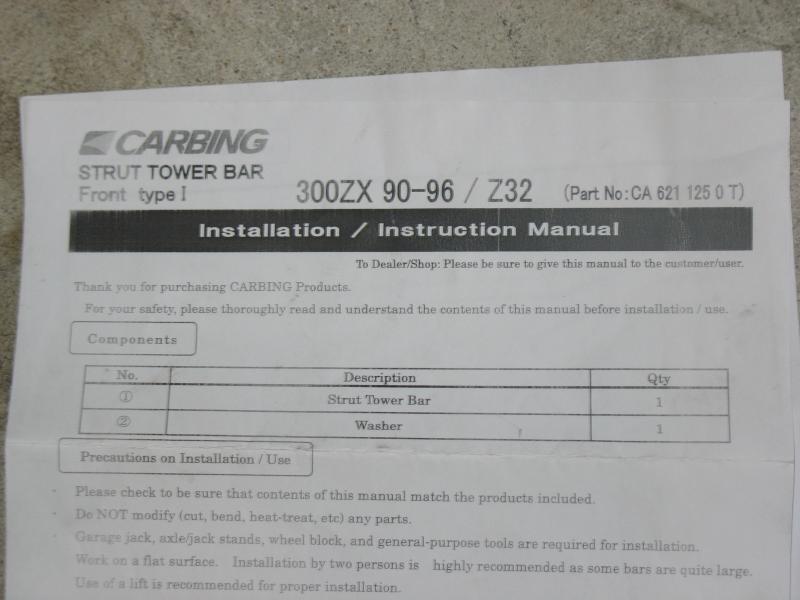 CARBING
STRUT TOWER BAR
Front type I 300ZX 90-96 / Z32 (Part No:CA 621 125 0 T)
Installation / Instruction Manual
To Dealer/Shop: Please be sure to give this manual to the customer/user.
Thank you for purchasing CARBING Products.
For your safety, please thoroughly read and understand the contents of this manual before installation / use.
Components
No. Description Qty
① Strut Tower Bar 1
② Washer 1
Precautions on Installation / Use
· Please check to be sure that contents of this manual match the products included.
· Do NOT modify (cut, bend, heat-treat, etc) any parts.
· Garage jack, axle/jack stands, wheel block, and general-purpose tools are required for installation.
Work on a flat surface. Installation by two persons is highly recommended as some bars are quite large.
Use of a lift is recommended for proper installation.